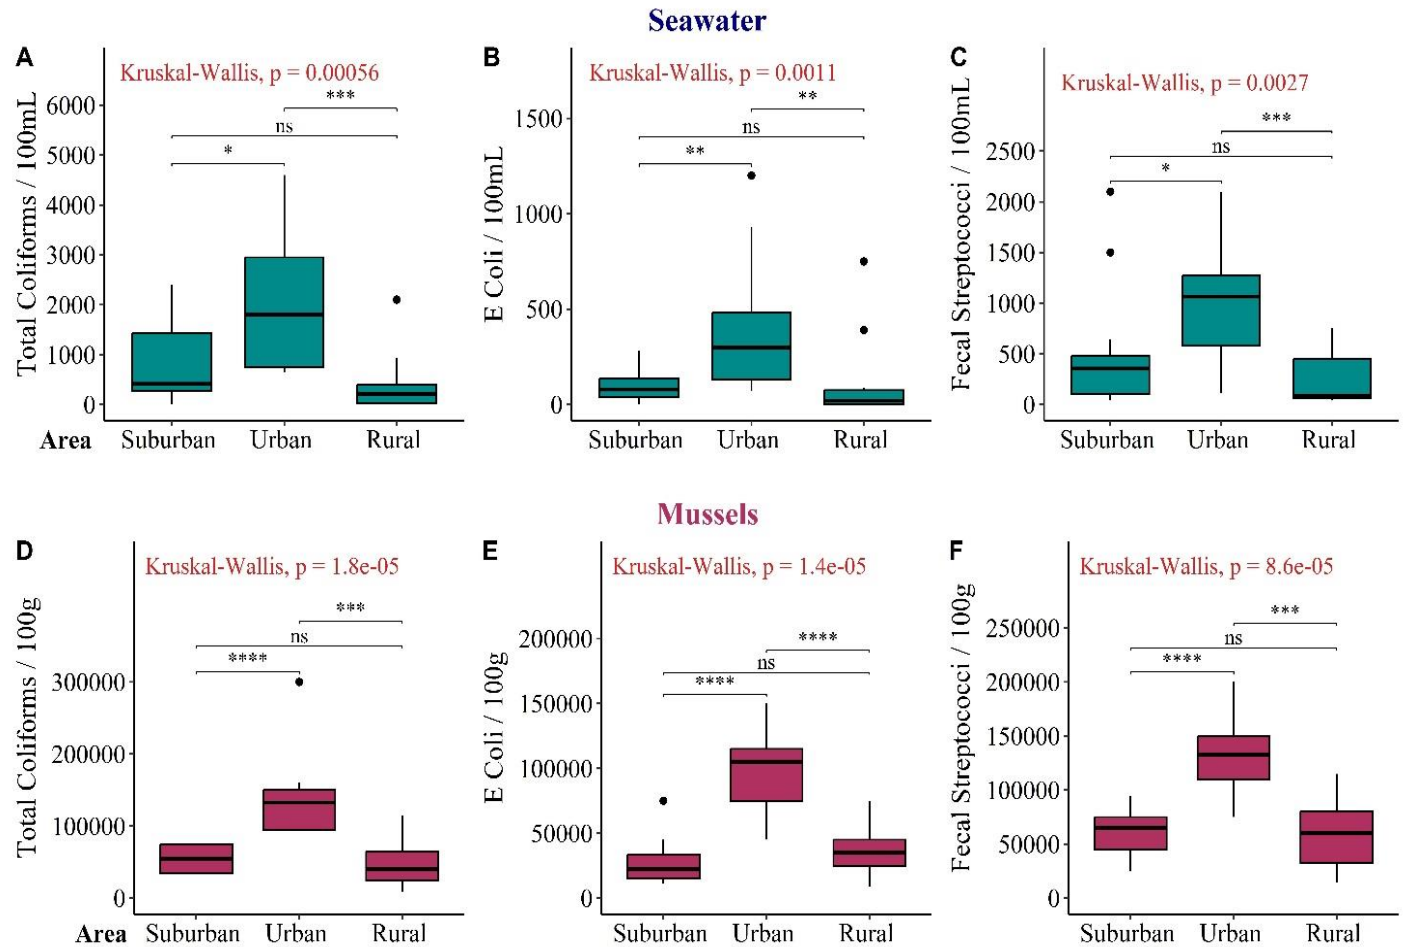 Seawater
A
Kruskal-Wallis, p = 0.00056
Total Coliforms / 100mL
6000
5000
4000
3000
2000
1000
0
***
ns
*
Area
Suburban
Urban
Rural
B
Kruskal-Wallis, p = 0.0011
E Coli / 100mL
1500
1000
500
0
**
ns
**
Suburban
Urban
Rural
C
Kruskal-Wallis, p = 0.0027
Fecal Streptococci / 100mL
2500
2000
1500
1000
500
0
***
ns
*
Suburban
Urban
Rural
Mussels
D
Kruskal-Wallis, p = 1.8e-05
Total Coliforms / 100g
300000
200000
100000
0
***
ns
****
Area
Suburban
Urban
Rural
E
Kruskal-Wallis, p = 1.4e-05
E Coli / 100g
200000
150000
100000
50000
0
****
ns
****
Suburban
Urban
Rural
F
Kruskal-Wallis, p = 8.6e-05
Fecal Streptococci / 100g
250000
200000
150000
100000
50000
0
***
ns
****
Suburban
Urban
Rural